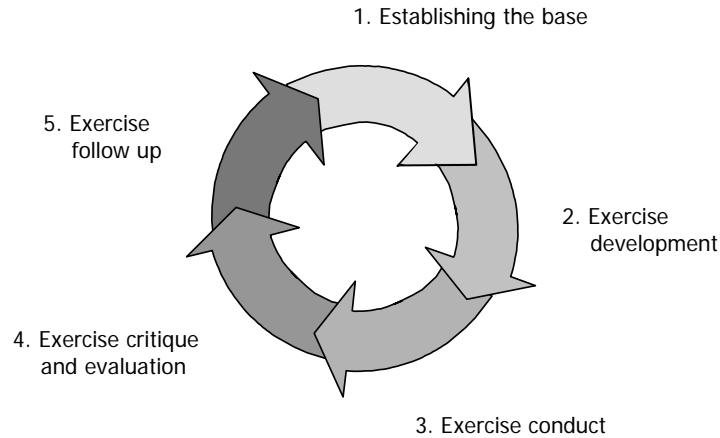 1. Establishing the base
2. Exercise
development
3. Exercise conduct
4. Exercise critique
and evaluation
5. Exercise
follow up